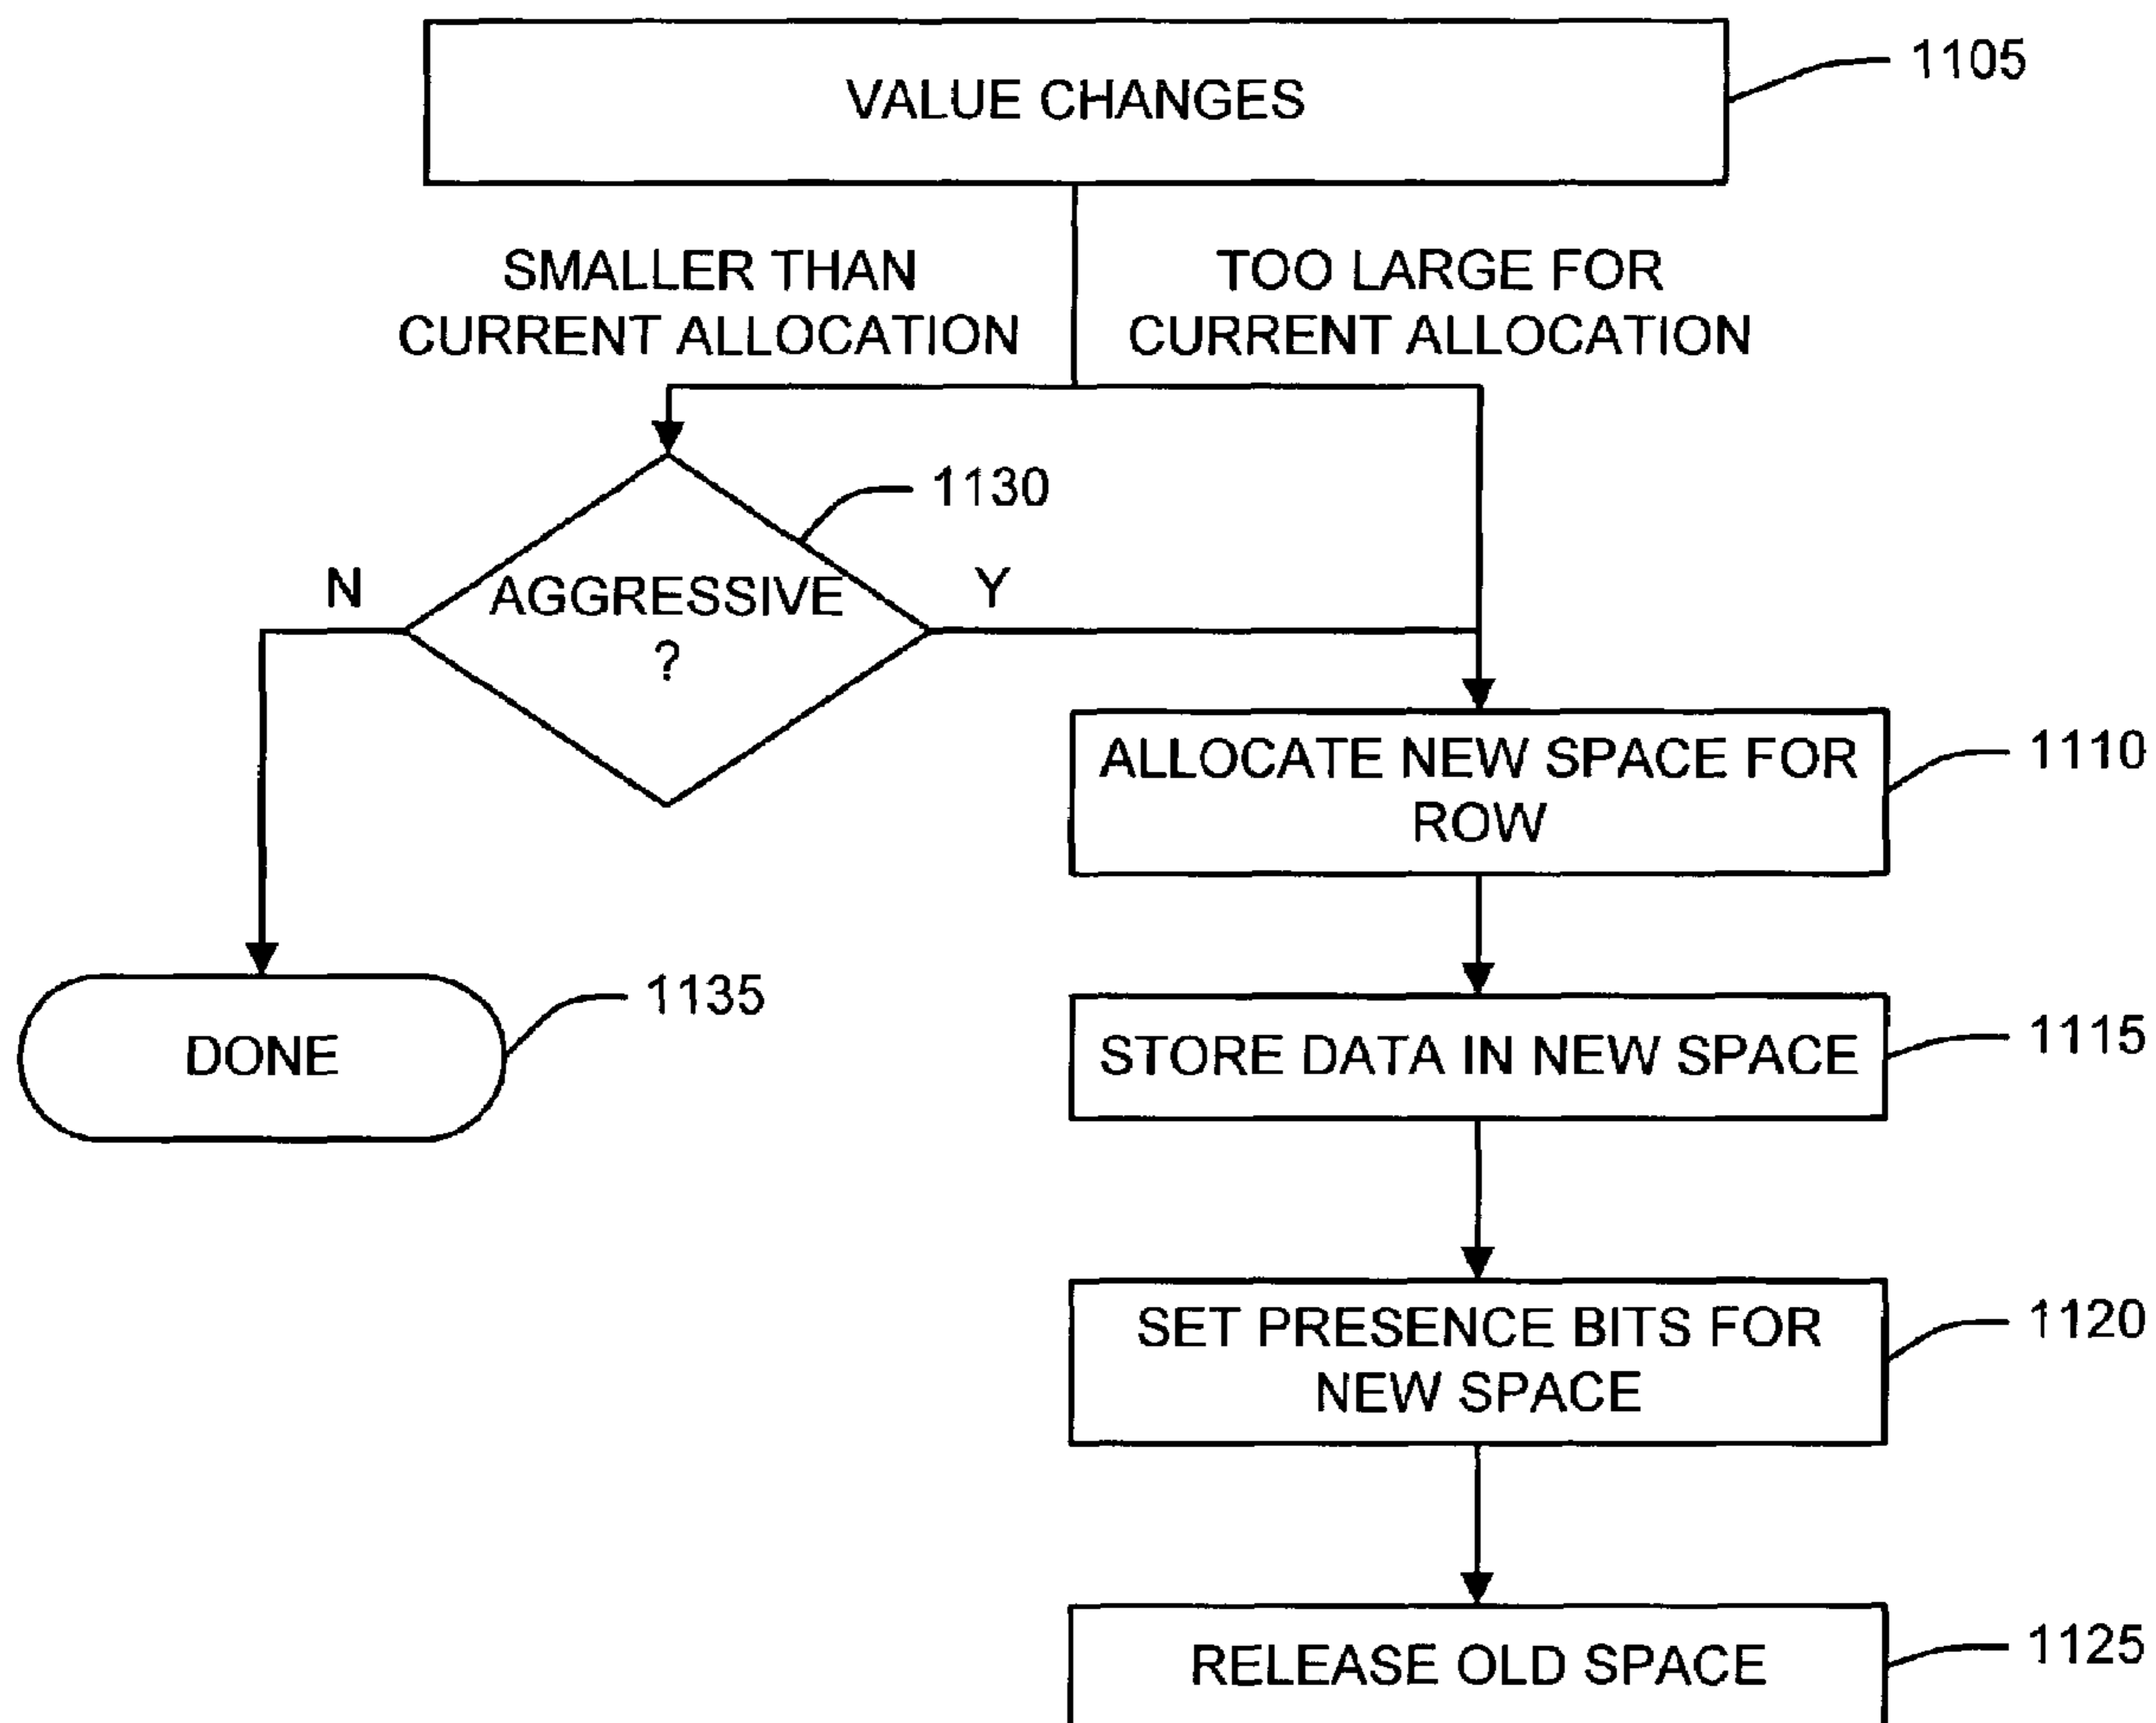 VALUE CHANGES
1105
SMALLER THAN
CURRENT ALLOCATION
TOO LARGE FOR
CURRENT ALLOCATION
1130
N
AGGRESSIVE
?
Y
ALLOCATE NEW SPACE FOR
ROW
1110
DONE
1135
STORE DATA IN NEW SPACE
1115
SET PRESENCE BITS FOR
NEW SPACE
1120
RELEASE OLD SPACE
1125